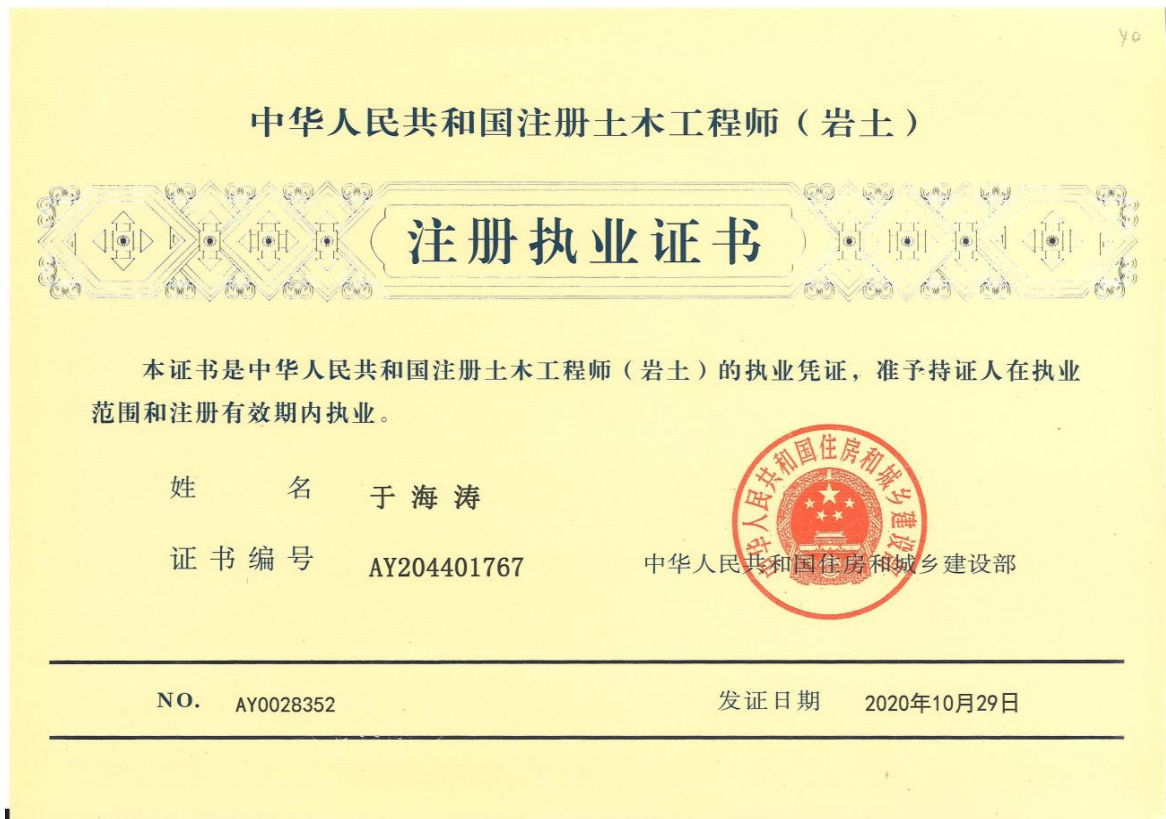 yo
中华人民共和国注册土木工程师（岩土）
注册执业证书
本证书是中华人民共和国注册土木工程师（岩土）的执业凭证，准予持证人在执业
范围和注册有效期内执业。
姓 名 于海涛
证书编号 AY204401767
中华人民共和国住房和城乡建设部
中华人民共和国住房和城乡建设部
NO. AY0028352 发证日期 2020年10月29日